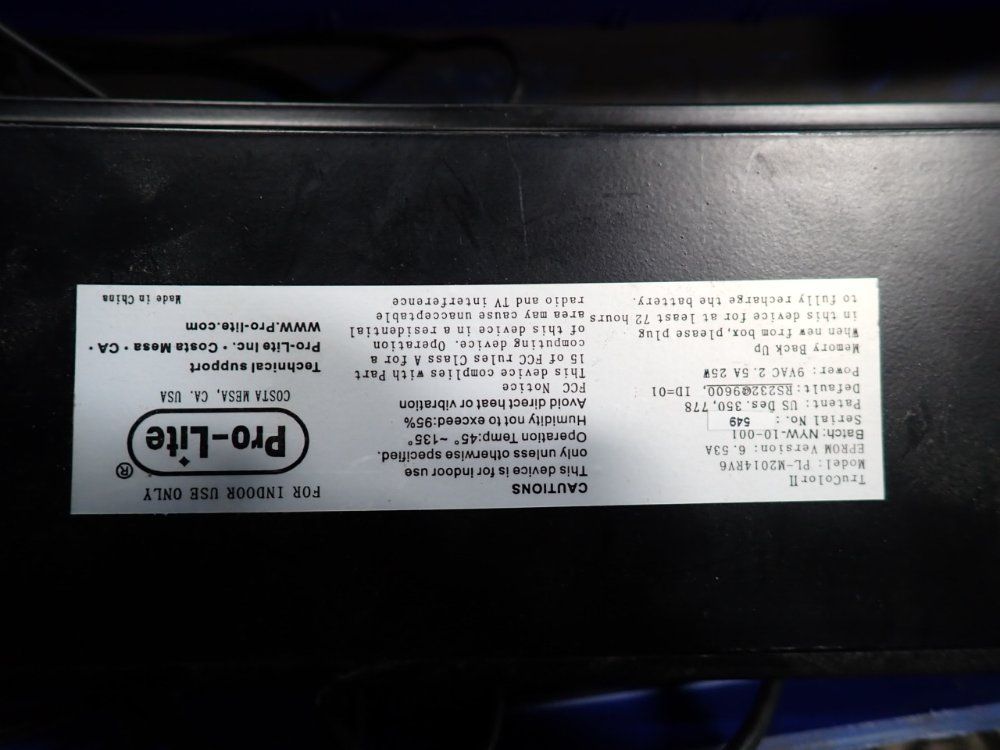 TruColorII
Model: PL-M2014RV6
EPROM Version: 6.53A
Batch: NYW-10-001
Serial No.: 549
Patent: US Des. 350,778
Default: RS232@9600, ID=01
Power: 9VAC 2.5A 25W
Memory Back Up
When new from box, please plug
in this device for at least 72 hours
to fully recharge the battery.
CAUTIONS
This device is for indoor use
only unless otherwise specified.
Operation Temp:45°~135°
Humidity not to exceed:95%
Avoid direct heat or vibration
FCC Notice
This device complies with Part
15 of FCC rules Class A for a
computing device. Operation
of this device in a residential
area may cause unacceptable
radio and TV interference
FOR INDOOR USE ONLY
Pro-Lite®
COSTA MESA, CA. USA
Technical support
Pro-Lite Inc. · Costa Mesa · CA ·
WWW.Pro-lite.com
Made in China